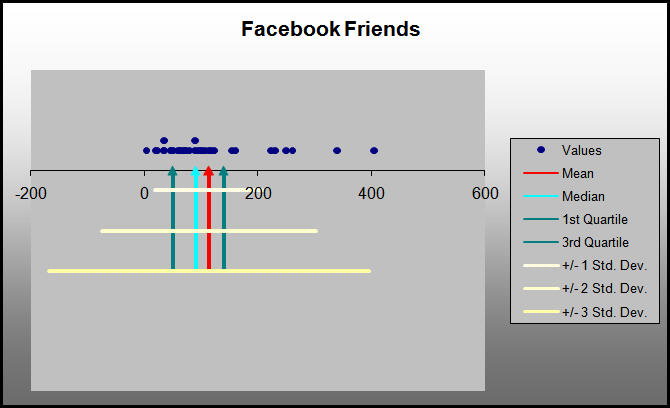 Facebook Friends
-200 0 200 400 600
Values
Mean
Median
1st Quartile
3rd Quartile
+/- 1 Std. Dev.
+/- 2 Std. Dev.
+/- 3 Std. Dev.